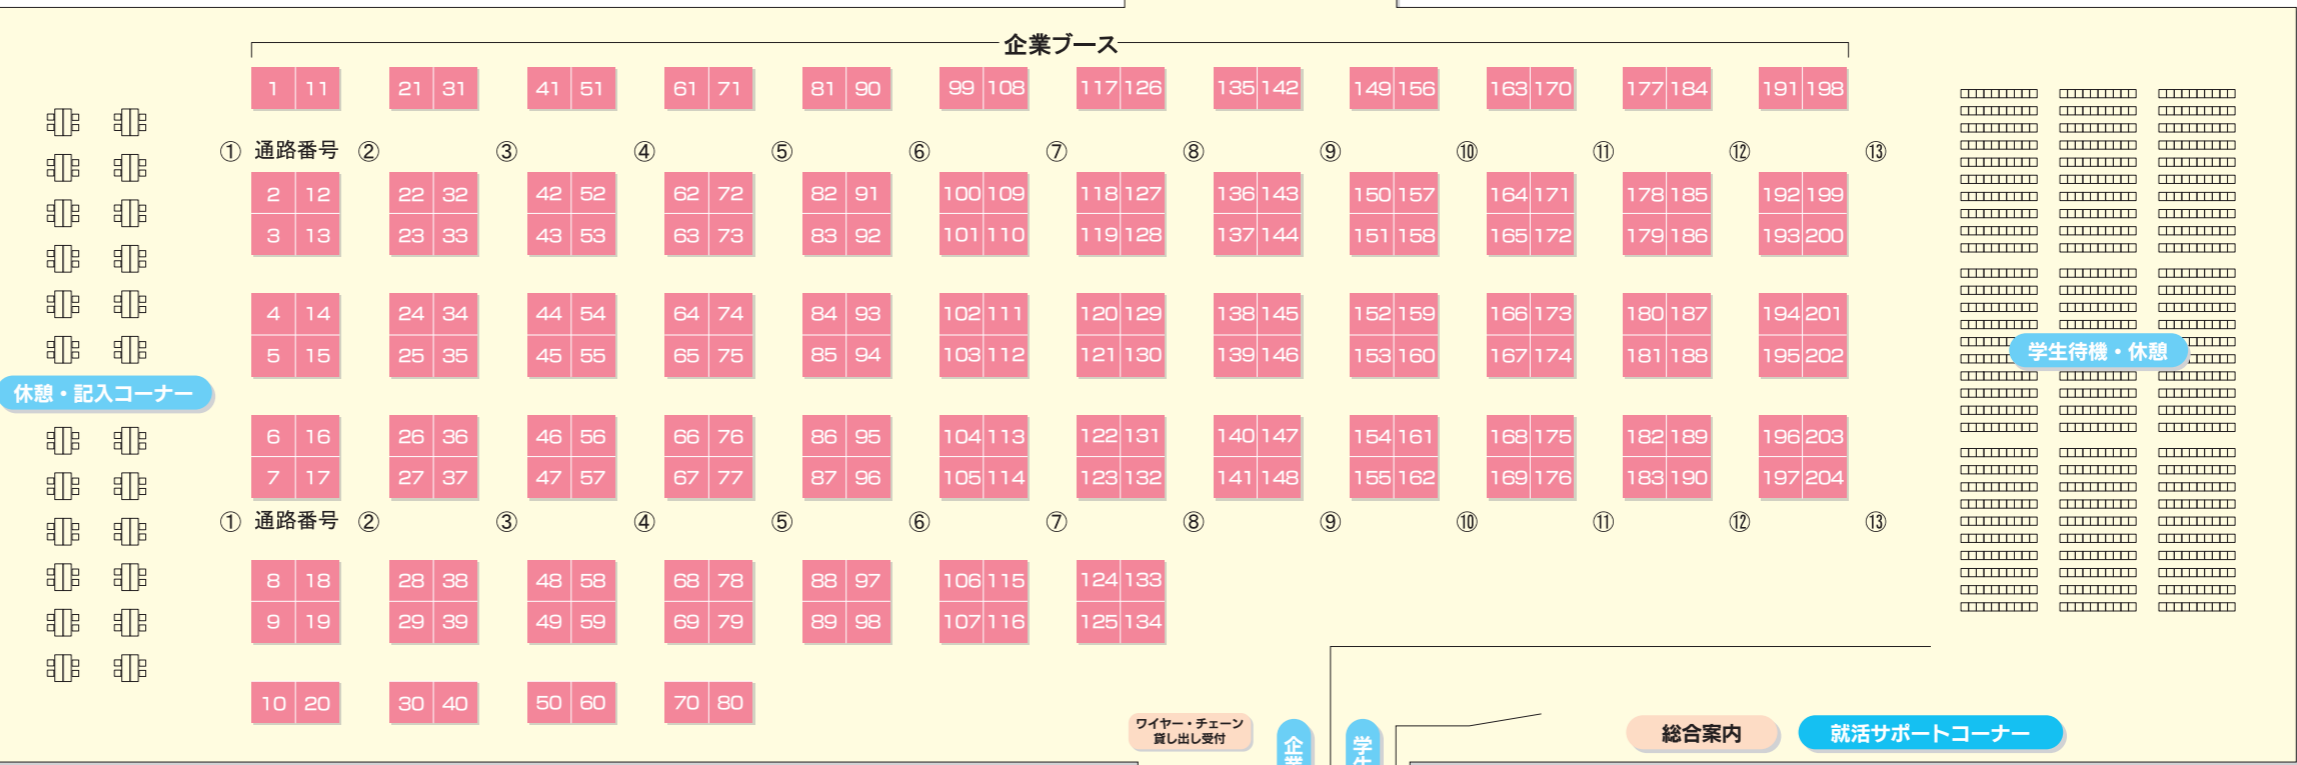 企業ブース
1 11 21 31 41 51 61 71 81 90 99 108 117 126 135 142 149 156 163 170 177 184 191 198
① 通路番号 ② ③ ④ ⑤ ⑥ ⑦ ⑧ ⑨ ⑩ ⑪ ⑫ ⑬
2 12 22 32 42 52 62 72 82 91 100 109 118 127 136 143 150 157 164 171 178 185 192 199
3 13 23 33 43 53 63 73 83 92 101 110 119 128 137 144 151 158 165 172 179 186 193 200
4 14 24 34 44 54 64 74 84 93 102 111 120 129 138 145 152 159 166 173 180 187 194 201
5 15 25 35 45 55 65 75 85 94 103 112 121 130 139 146 153 160 167 174 181 188 195 202
学生待機・休憩
休憩・記入コーナー
6 16 26 36 46 56 66 76 86 95 104 113 122 131 140 147 154 161 168 175 182 189 196 203
7 17 27 37 47 57 67 77 87 96 105 114 123 132 141 148 155 162 169 176 183 190 197 204
① 通路番号 ② ③ ④ ⑤ ⑥ ⑦ ⑧ ⑨ ⑩ ⑪ ⑫ ⑬
8 18 28 38 48 58 68 78 88 97 106 115 124 133
9 19 29 39 49 59 69 79 89 98 107 116 125 134
10 20 30 40 50 60 70 80
ワイヤー・チェーン
貸し出し受付
企業
学生
総合案内
就活サポートコーナー